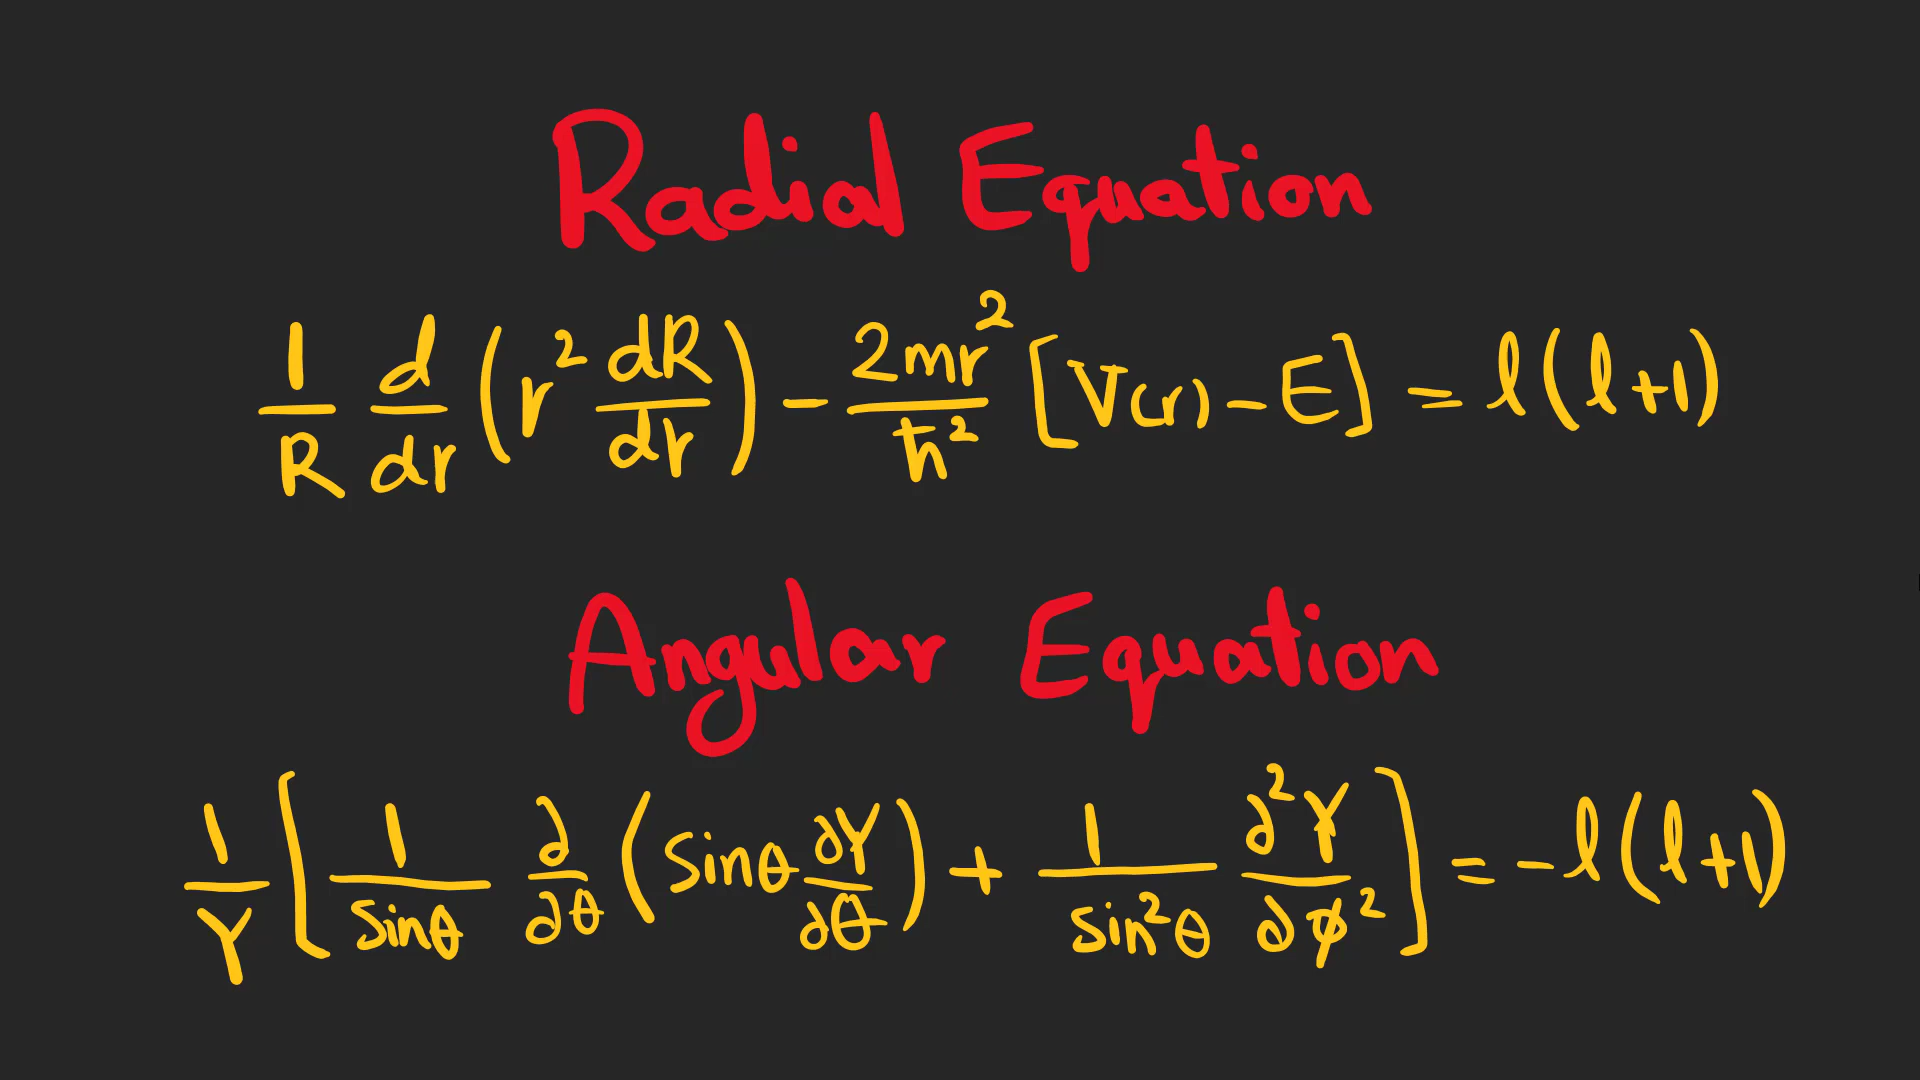 Radial Equation
1/R d/dr (r² dR/dr) - 2mr²/ħ² [V(r) - E] = l(l+1)
Angular Equation
1/Y [1/sinθ ∂/∂θ (sinθ ∂Y/∂θ) + 1/sin²θ ∂²Y/∂φ²] = -l(l+1)